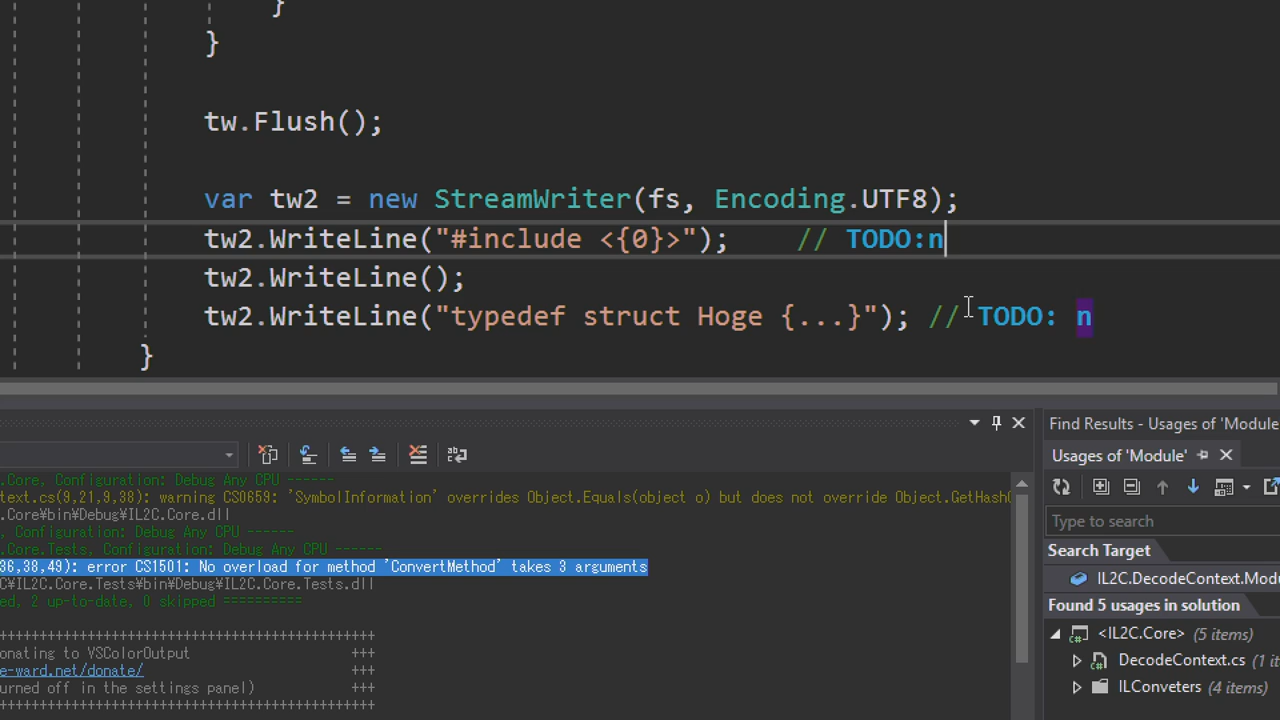 }
}
tw.Flush();
var tw2 = new StreamWriter(fs, Encoding.UTF8);
tw2.WriteLine("#include <{0}>");    // TODO:n
tw2.WriteLine();
tw2.WriteLine("typedef struct Hoge {...}"); // TODO: n
}
.Core, Configuration: Debug Any CPU ------
text.cs(9,21,9,38): warning CS0659: 'SymbolInformation' overrides Object.Equals(object o) but does not override Object.GetHash
.Core¥bin¥Debug¥IL2C.Core.dll
, Configuration: Debug Any CPU ------
.Core.Tests, Configuration: Debug Any CPU ------
36,38,49): error CS1501: No overload for method 'ConvertMethod' takes 3 arguments
C¥IL2C.Core.Tests¥bin¥Debug¥IL2C.Core.Tests.dll
ed, 2 up-to-date, 0 skipped ==========
++++++++++++++++++++++++++++++++++++++++++++++
onating to VSColorOutput +++
e-ward.net/donate/ +++
urned off in the settings panel) +++
++++++++++++++++++++++++++++++++++++++++++++++
Find Results - Usages of 'Module
Usages of 'Module'
Type to search
Search Target
IL2C.DecodeContext.Modu
Found 5 usages in solution
<IL2C.Core> (5 items)
DecodeContext.cs (1 it
ILConveters (4 items)